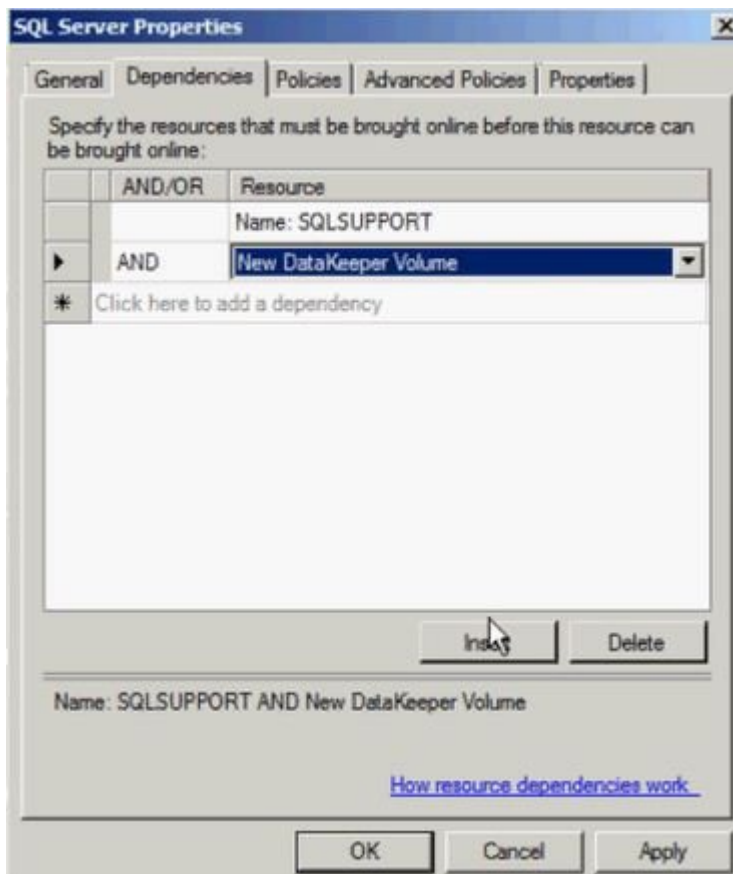 SQL Server Properties
General Dependencies Policies Advanced Policies Properties
Specify the resources that must be brought online before this resource can
be brought online:
AND/OR Resource
Name: SQLSUPPORT
AND New DataKeeper Volume
Click here to add a dependency
Insert Delete
Name: SQLSUPPORT AND New DataKeeper Volume
How resource dependencies work
OK Cancel Apply